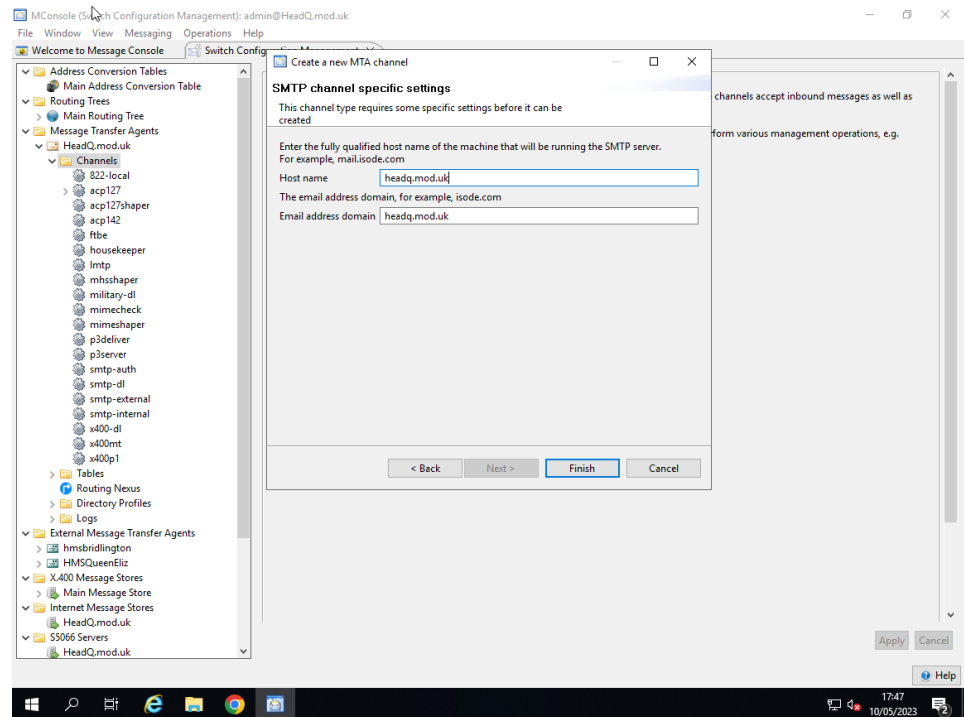 MConsole (Switch Configuration Management): admin@HeadQ.mod.uk
File Window View Messaging Operations Help
Welcome to Message Console
Switch Config
Address Conversion Tables
Main Address Conversion Table
Routing Trees
Main Routing Tree
Message Transfer Agents
HeadQ.mod.uk
Channels
822-local
acp127
acp127shaper
acp142
ftbe
housekeeper
lmtp
mhsshaper
military-dl
mimecheck
mimeshaper
p3deliver
p3server
smtp-auth
smtp-dl
smtp-external
smtp-internal
x400-dl
x400mt
x400p1
Tables
Routing Nexus
Directory Profiles
Logs
External Message Transfer Agents
hmsbridlington
HMSQueenEliz
X.400 Message Stores
Main Message Store
Internet Message Stores
HeadQ.mod.uk
S5066 Servers
HeadQ.mod.uk
Create a new MTA channel
SMTP channel specific settings
This channel type requires some specific settings before it can be
created
Enter the fully qualified host name of the machine that will be running the SMTP server.
For example, mail.isode.com
Host name headq.mod.uk
The email address domain, for example, isode.com
Email address domain headq.mod.uk
< Back Next > Finish Cancel
channels accept inbound messages as well as
form various management operations, e.g.
Apply Cancel
Help
17:47
10/05/2023
2